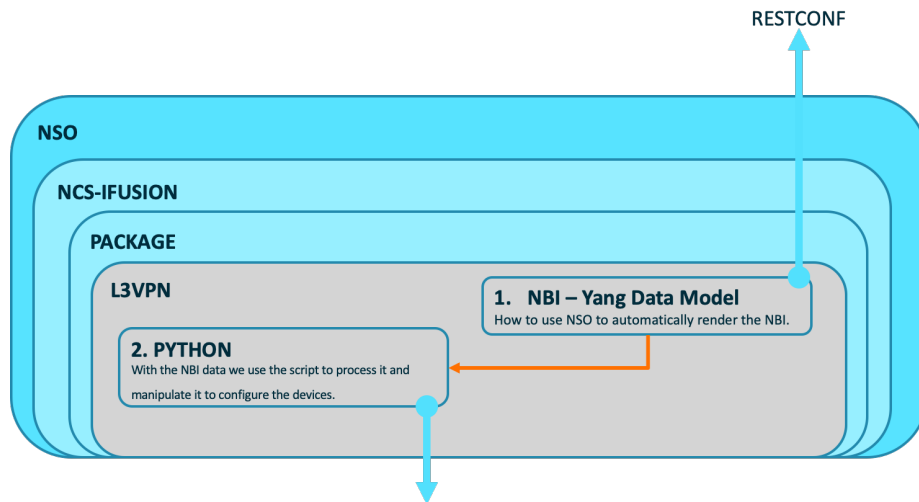 RESTCONF
NSO
NCS-IFUSION
PACKAGE
L3VPN
1. NBI – Yang Data Model
How to use NSO to automatically render the NBI.
2. PYTHON
With the NBI data we use the script to process it and
manipulate it to configure the devices.